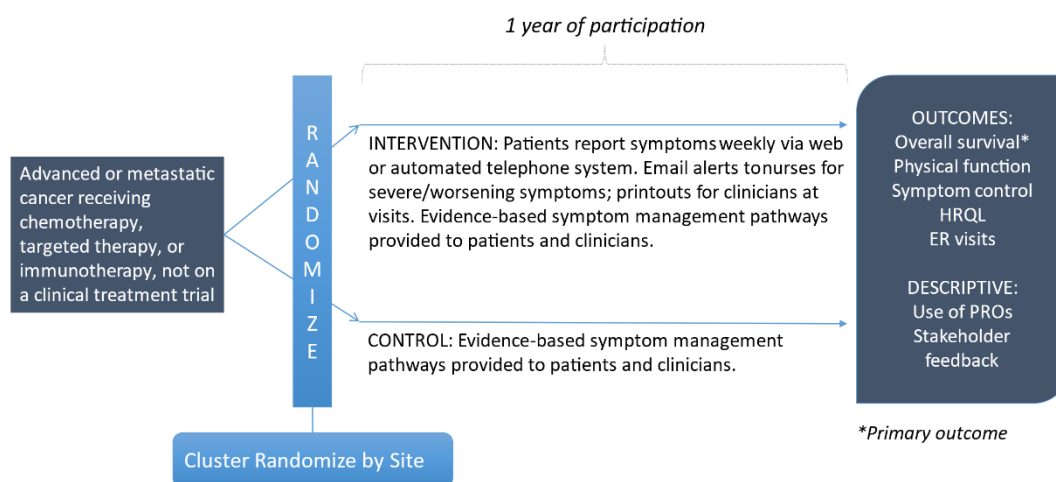 1 year of participation
Advanced or metastatic
cancer receiving
chemotherapy,
targeted therapy, or
immunotherapy, not on
a clinical treatment trial
R
A
N
D
O
M
I
Z
E
INTERVENTION: Patients report symptoms weekly via web
or automated telephone system. Email alerts tonurses for
severe/worsening symptoms; printouts for clinicians at
visits. Evidence-based symptom management pathways
provided to patients and clinicians.
CONTROL: Evidence-based symptom management
pathways provided to patients and clinicians.
OUTCOMES:
Overall survival*
Physical function
Symptom control
HRQL
ER visits
DESCRIPTIVE:
Use of PROs
Stakeholder
feedback
*Primary outcome
Cluster Randomize by Site